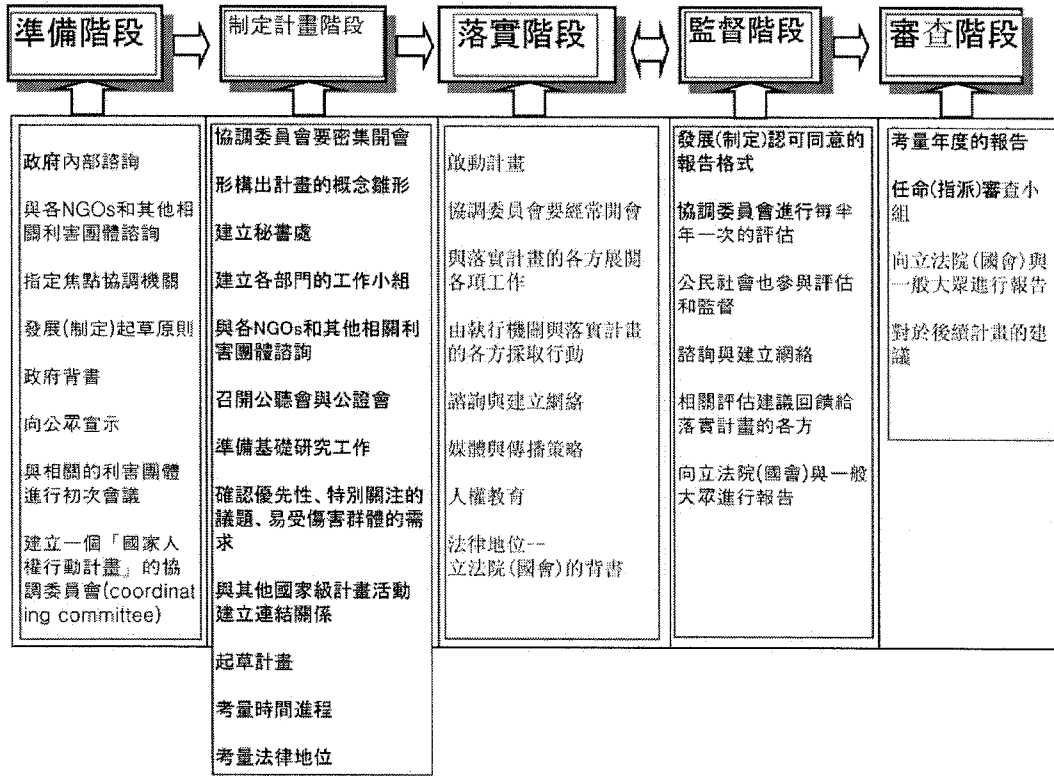 準備階段
制定計畫階段
落實階段
監督階段
審查階段
政府內部諮詢
與各NGOs和其他相
關利害團體諮詢
指定焦點協調機關
發展(制定)起草原則
政府背書
向公眾宣示
與相關的利害團體
進行初次會議
建立一個「國家人
權行動計畫」的協
調委員會(coordinat
ing committee)
協調委員會要密集開會
形構出計畫的概念雛形
建立秘書處
建立各部門的工作小組
與各NGOs和其他相關利
害團體諮詢
召開公聽會與公證會
準備基礎研究工作
確認優先性、特別關注的
議題、易受傷害群體的需
求
與其他國家級計畫活動
建立連結關係
起草計畫
考量時間進程
考量法律地位
啟動計畫
協調委員會要經常開會
與落實計畫的各方展開
各項工作
由執行機關與落實計畫
的各方採取行動
諮詢與建立網絡
媒體與傳播策略
人權教育
法律地位--
立法院(國會)的背書
發展(制定)認可同意的
報告格式
協調委員會進行每半
年一次的評估
公民社會也參與評估
和監督
諮詢與建立網絡
相關評估建議回饋給
落實計畫的各方
向立法院(國會)與一般
大眾進行報告
考量年度的報告
任命(指派)審查小
組
向立法院(國會)與
一般大眾進行報告
對於後續計畫的建
議